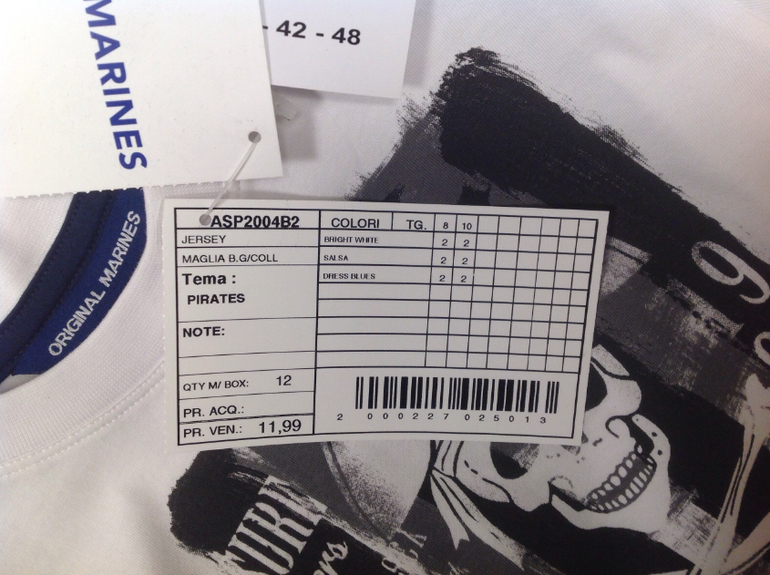 MARINES
- 42 - 48
ORIGINAL MARINES
ASP2004B2 COLORI TG. 8 10
JERSEY BRIGHT WHITE 2 2
MAGLIA B.G/COLL SALSA 2 2
Tema : DRESS BLUES 2 2
PIRATES
NOTE:
QTY M/ BOX: 12
PR. ACQ.:
PR. VEN.: 11,99
2 000227 025013